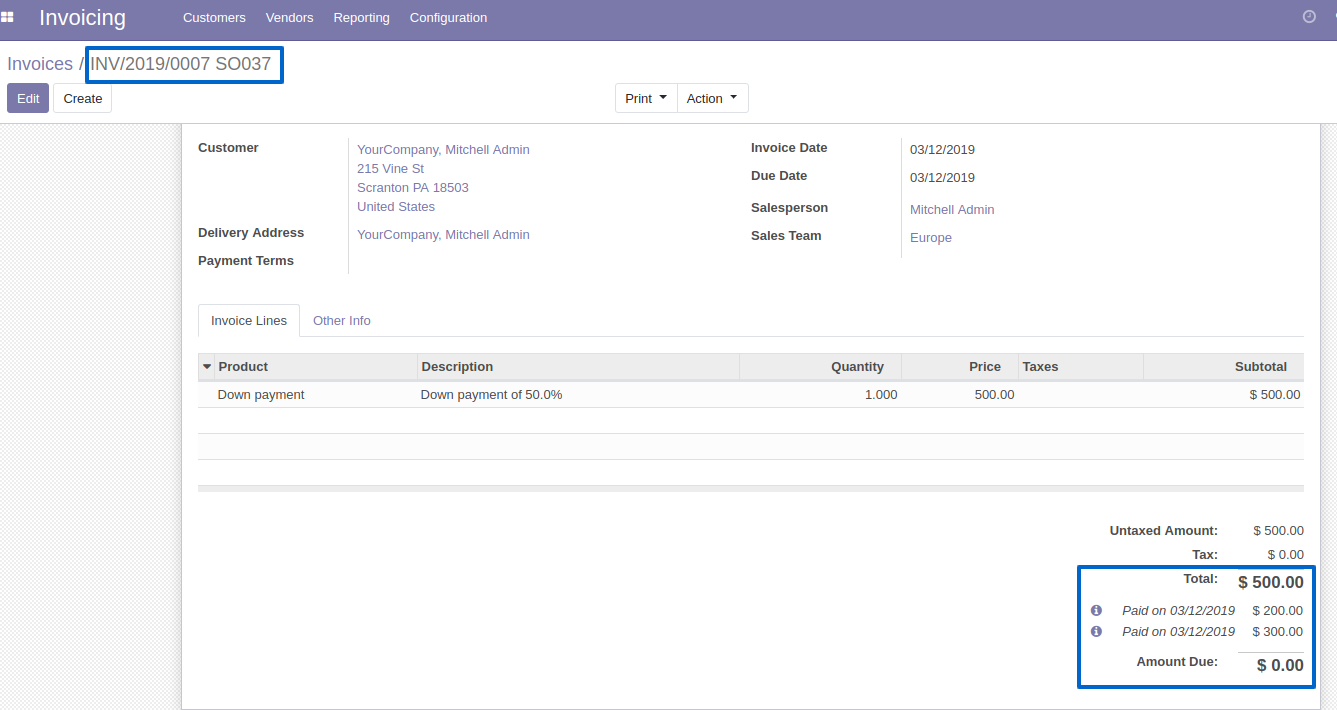 Invoicing Customers Vendors Reporting Configuration
Invoices / INV/2019/0007 SO037
Edit Create Print Action
Customer YourCompany, Mitchell Admin
215 Vine St
Scranton PA 18503
United States
Delivery Address YourCompany, Mitchell Admin
Payment Terms
Invoice Date 03/12/2019
Due Date 03/12/2019
Salesperson Mitchell Admin
Sales Team Europe
Invoice Lines Other Info
Product Description Quantity Price Taxes Subtotal
Down payment Down payment of 50.0% 1.000 500.00 $ 500.00
Untaxed Amount: $ 500.00
Tax: $ 0.00
Total: $ 500.00
Paid on 03/12/2019 $ 200.00
Paid on 03/12/2019 $ 300.00
Amount Due: $ 0.00